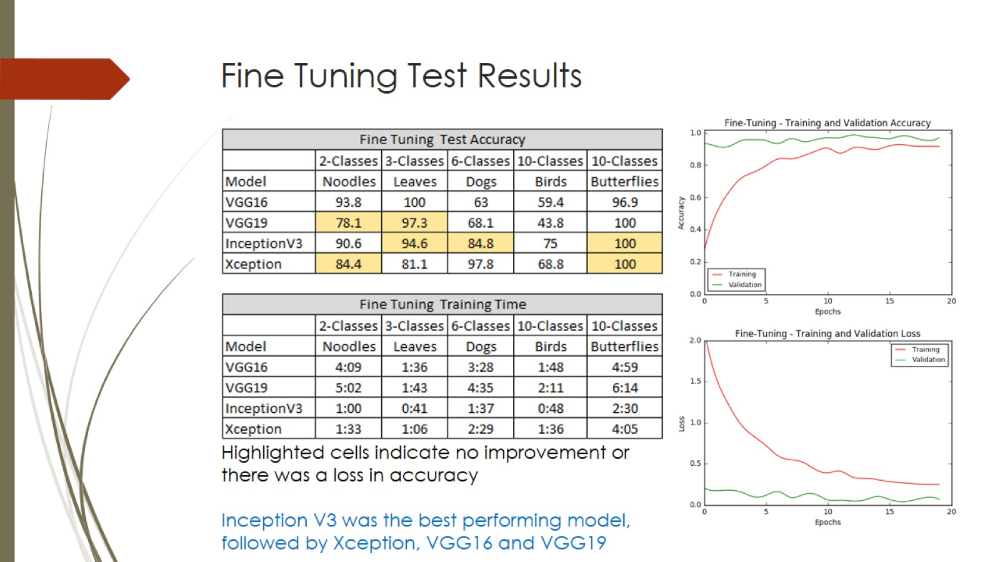 Fine Tuning Test Results
Fine Tuning Test Accuracy
2-Classes 3-Classes 6-Classes 10-Classes 10-Classes
Model Noodles Leaves Dogs Birds Butterflies
VGG16 93.8 100 63 59.4 96.9
VGG19 78.1 97.3 68.1 43.8 100
InceptionV3 90.6 94.6 84.8 75 100
Xception 84.4 81.1 97.8 68.8 100
Fine Tuning Training Time
2-Classes 3-Classes 6-Classes 10-Classes 10-Classes
Model Noodles Leaves Dogs Birds Butterflies
VGG16 4:09 1:36 3:28 1:48 4:59
VGG19 5:02 1:43 4:35 2:11 6:14
InceptionV3 1:00 0:41 1:37 0:48 2:30
Xception 1:33 1:06 2:29 1:36 4:05
Highlighted cells indicate no improvement or
there was a loss in accuracy
Inception V3 was the best performing model,
followed by Xception, VGG16 and VGG19
Fine-Tuning - Training and Validation Accuracy
1.0
0.8
0.6
0.4
0.2
0.0
Accuracy
Training
Validation
0 5 10 15 20
Epochs
Fine-Tuning - Training and Validation Loss
2.0
1.5
1.0
0.5
0.0
Loss
Training
Validation
0 5 10 15 20
Epochs